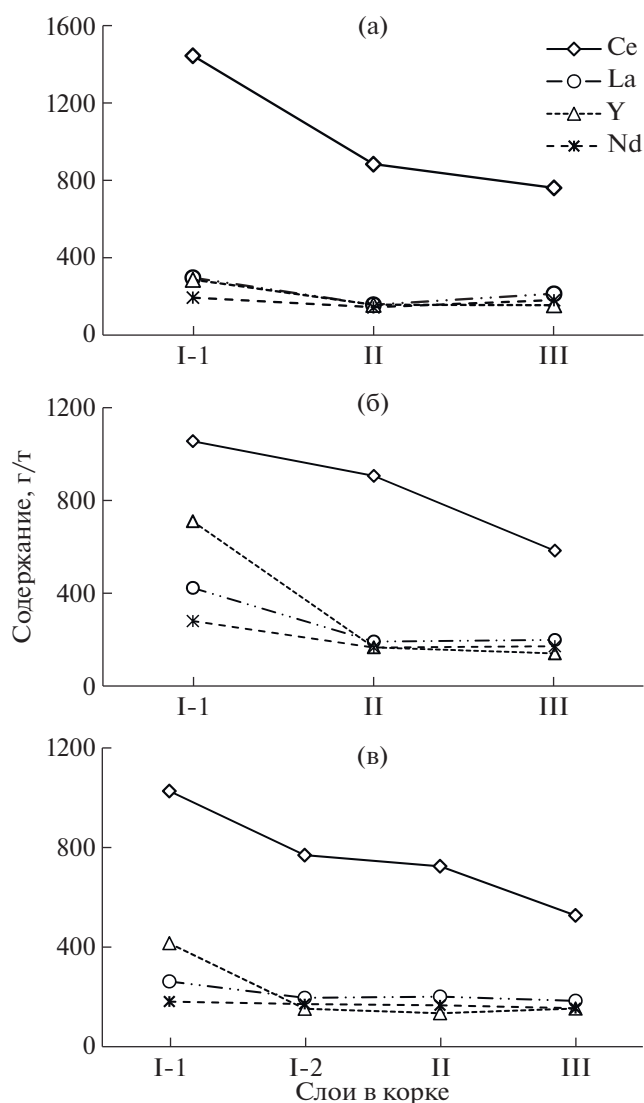 (а)
1600
1200
800
400
0
Ce
La
Y
Nd
I-1 II III
(б)
1200
800
400
0
Содержание, г/т
I-1 II III
(в)
1200
800
400
0
I-1 I-2 II III
Слои в корке